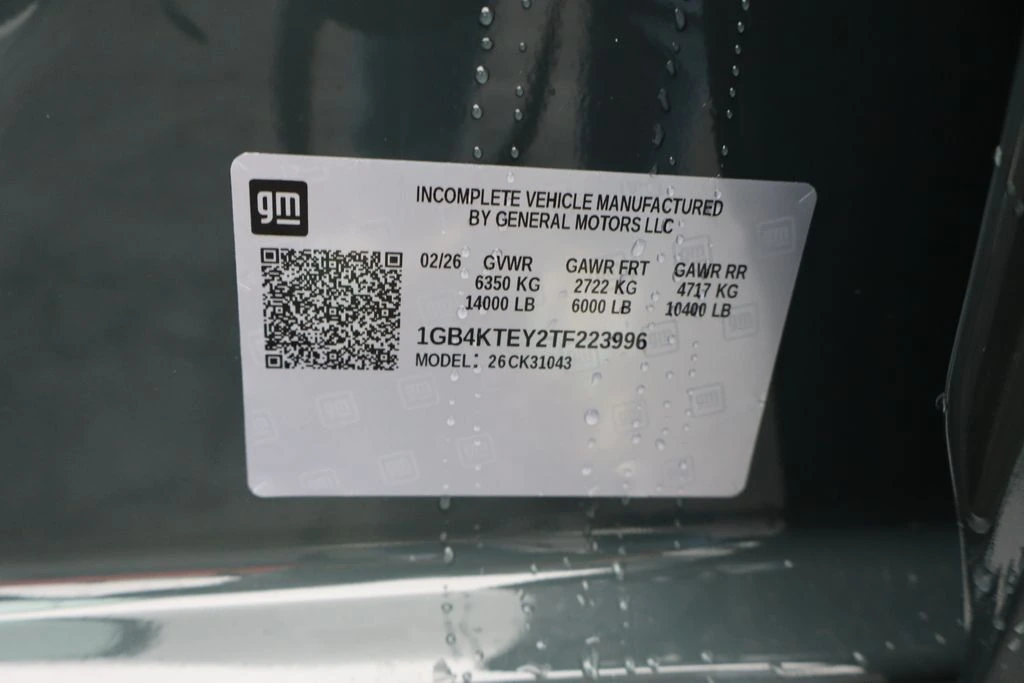 gm
INCOMPLETE VEHICLE MANUFACTURED
BY GENERAL MOTORS LLC
02/26 GVWR GAWR FRT GAWR RR
6350 KG 2722 KG 4717 KG
14000 LB 6000 LB 10400 LB
1GB4KTEY2TF223996
MODEL: 26CK31043